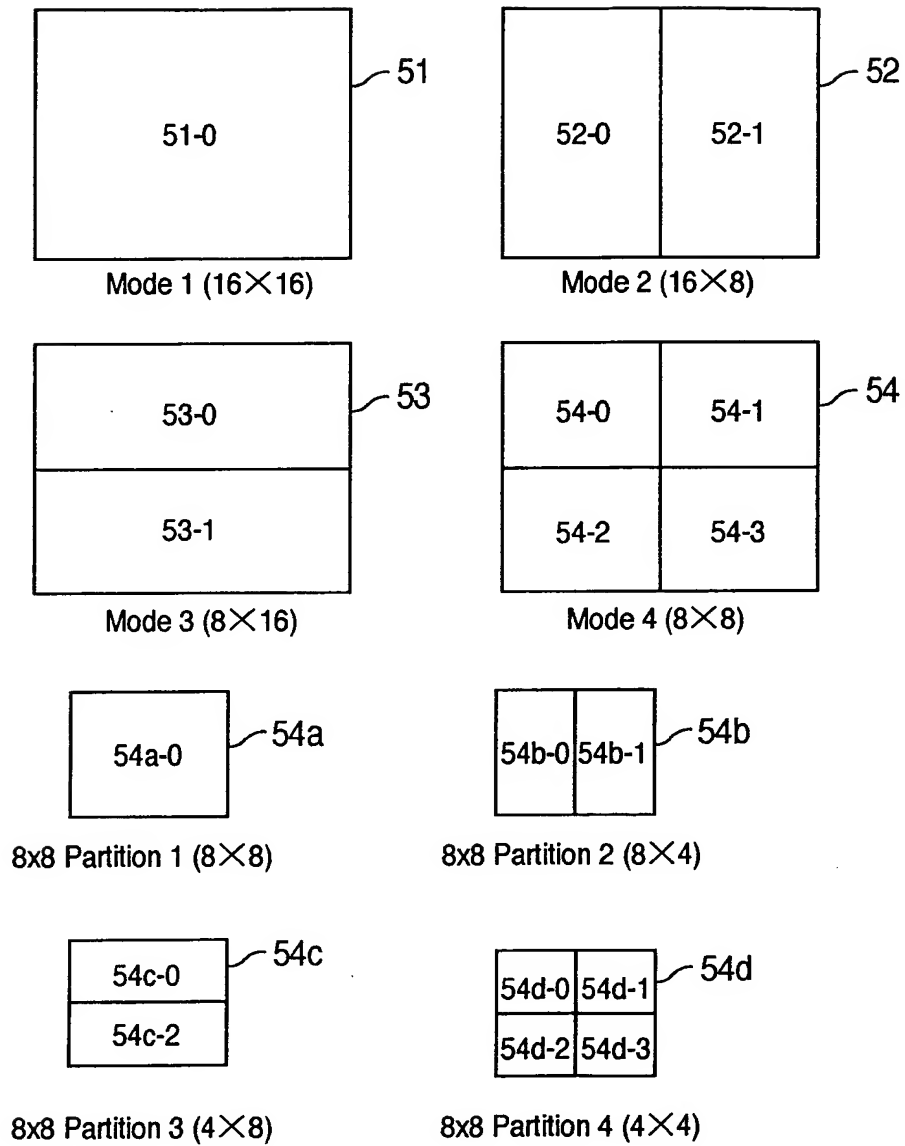 51
51-0
Mode 1 (16×16)
52
52-0 52-1
Mode 2 (16×8)
53
53-0
53-1
Mode 3 (8×16)
54
54-0 54-1
54-2 54-3
Mode 4 (8×8)
54a
54a-0
8x8 Partition 1 (8×8)
54b
54b-0 54b-1
8x8 Partition 2 (8×4)
54c
54c-0
54c-2
8x8 Partition 3 (4×8)
54d
54d-0 54d-1
54d-2 54d-3
8x8 Partition 4 (4×4)